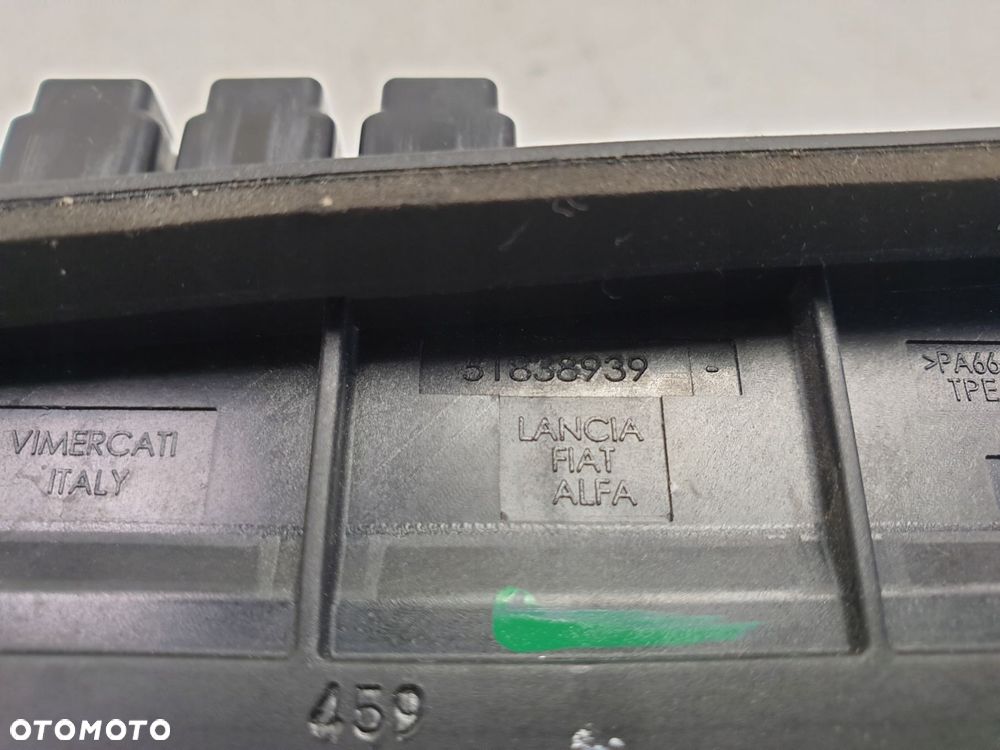 51838939 -
>PA66
TPE
VIMERCATI
ITALY
LANCIA
FIAT
ALFA
459
OTOMOTO